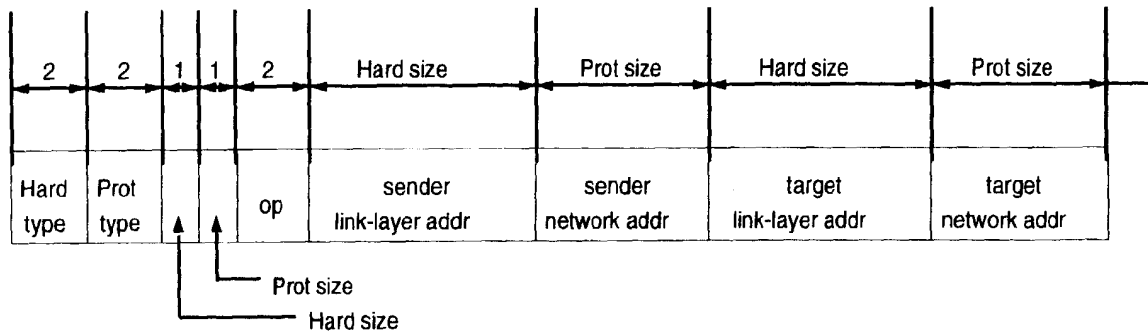 2 2 1 1 2 Hard size Prot size Hard size Prot size
Hard Prot sender sender target target
type type op link-layer addr network addr link-layer addr network addr
Prot size
Hard size